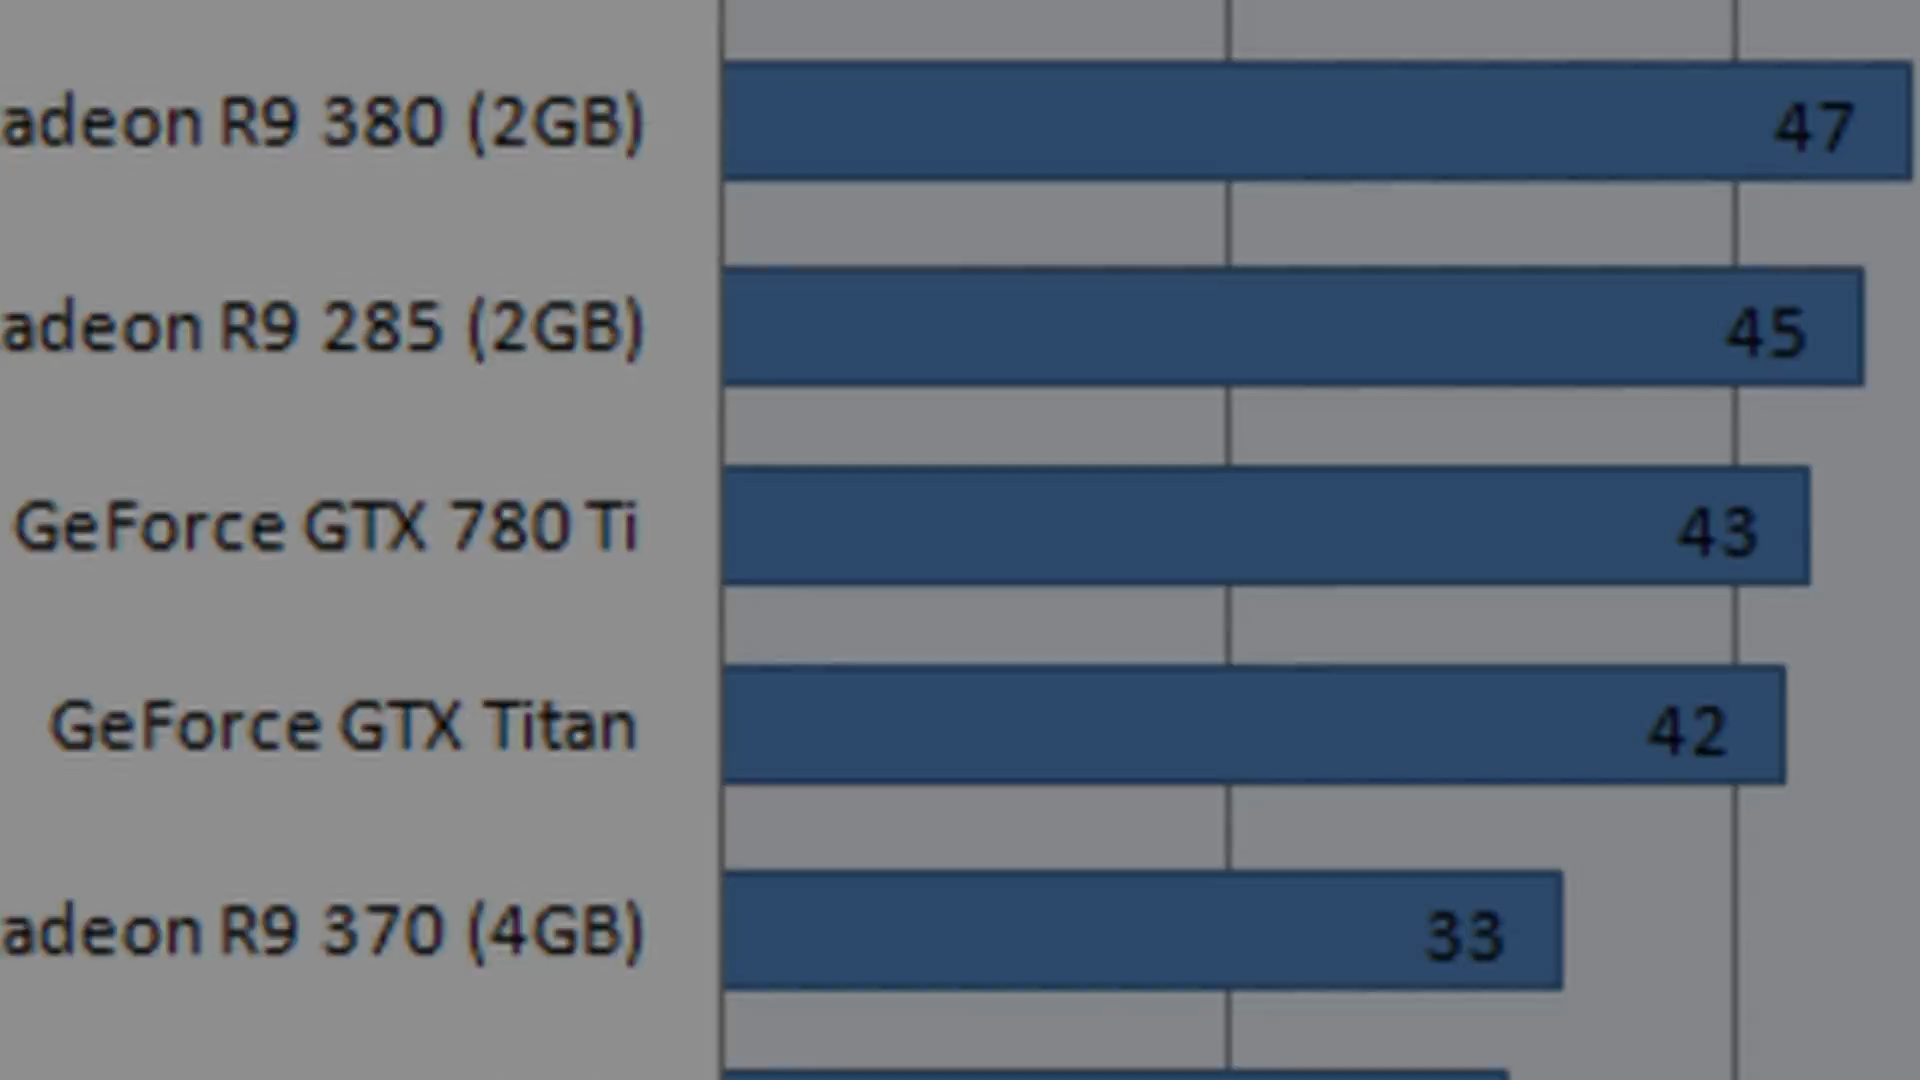 adeon R9 380 (2GB) 47
adeon R9 285 (2GB) 45
GeForce GTX 780 Ti 43
GeForce GTX Titan 42
adeon R9 370 (4GB) 33